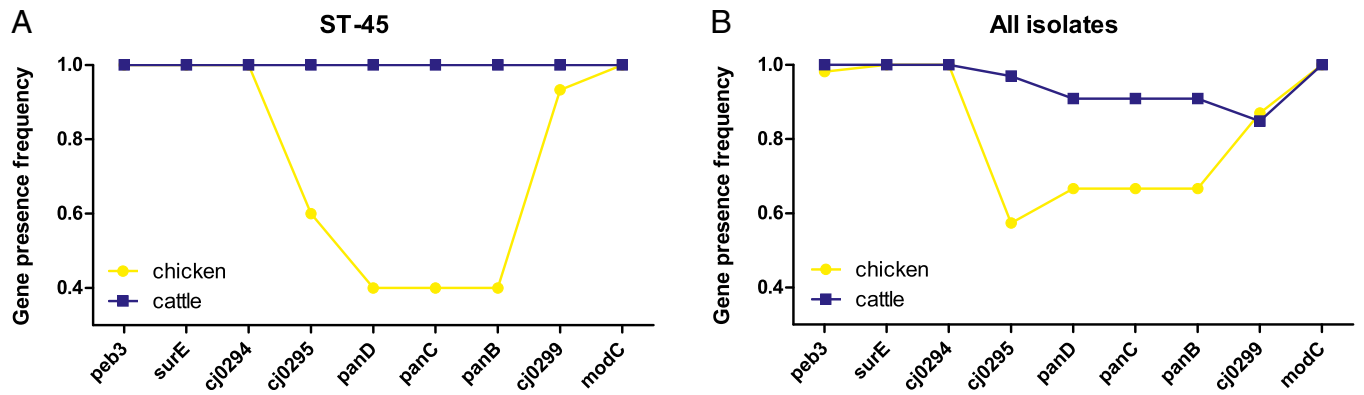 A
ST-45
Gene presence frequency
1.0
0.8
0.6
0.4
chicken
cattle
peb3
surE
cj0294
cj0295
panD
panC
panB
cj0299
modC
B
All isolates
Gene presence frequency
1.0
0.8
0.6
0.4
chicken
cattle
peb3
surE
cj0294
cj0295
panD
panC
panB
cj0299
modC